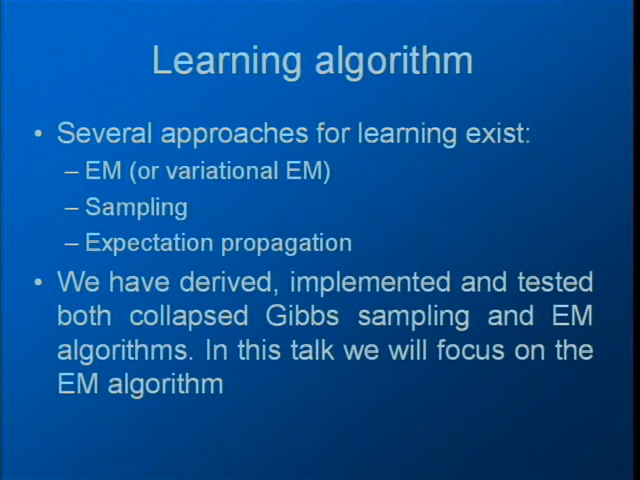 Learning algorithm
• Several approaches for learning exist:
– EM (or variational EM)
– Sampling
– Expectation propagation
• We have derived, implemented and tested
both collapsed Gibbs sampling and EM
algorithms. In this talk we will focus on the
EM algorithm